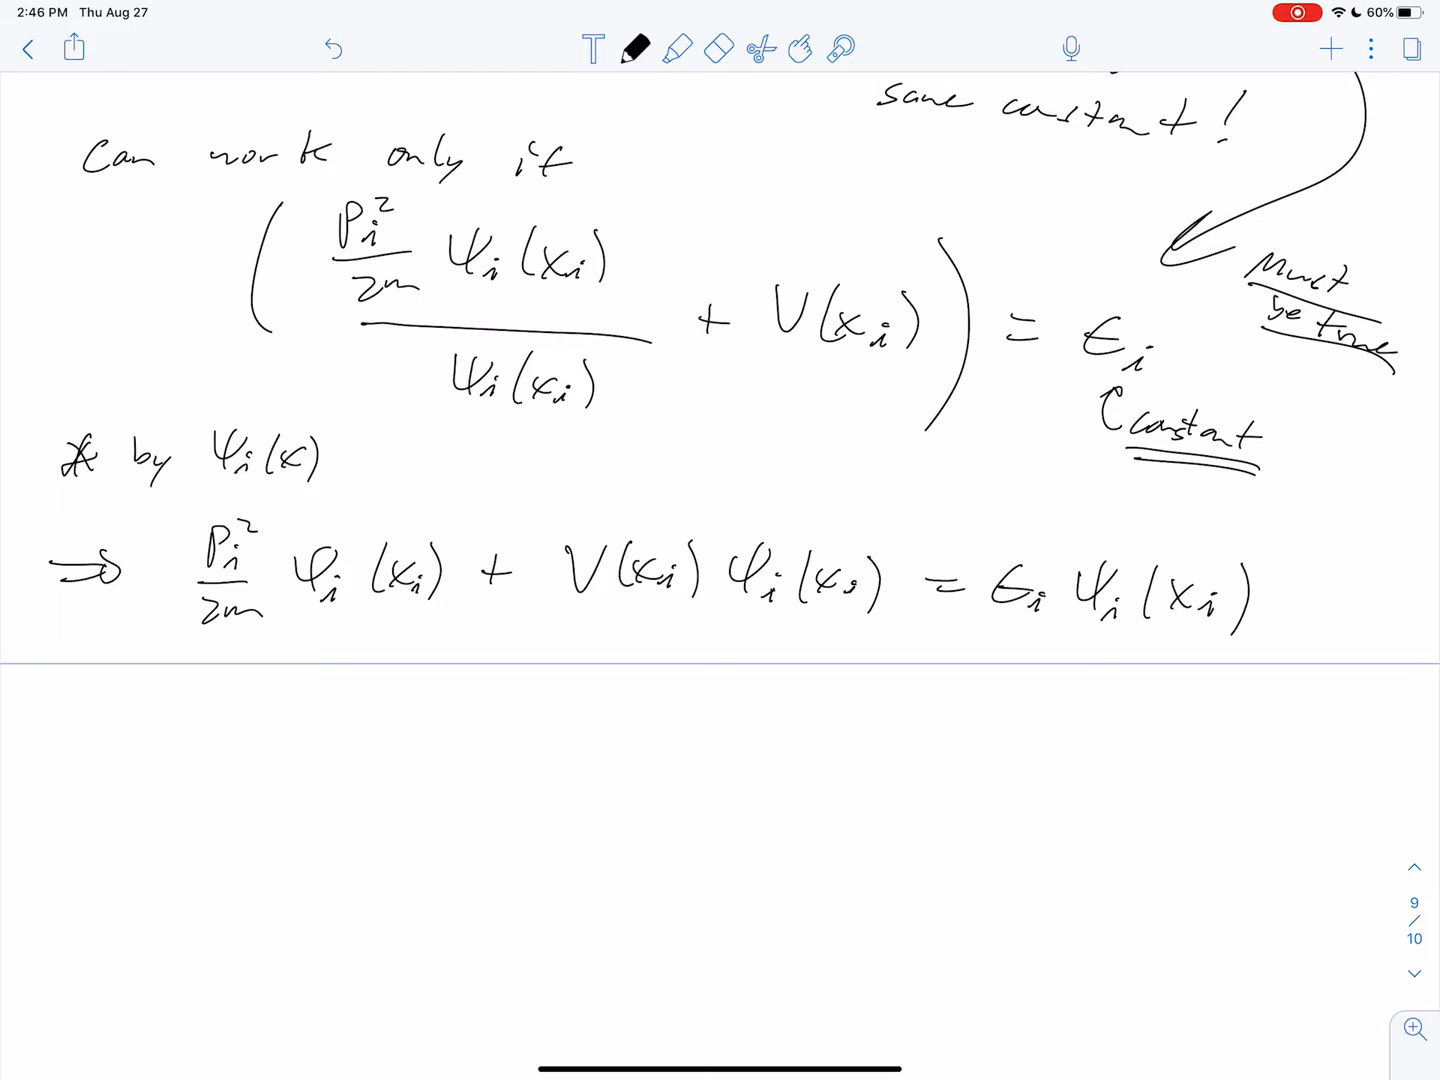 2:46 PM Thu Aug 27
60%
same constant!
Can work only if
( (P_i^2/2m ψ_i(x_i)) / ψ_i(x_i) + V(x_i) ) = ϵ_i
Must
be true
↑ constant
* by ψ_i(x)
⇒ P_i^2/2m ψ_i(x_i) + V(x_i) ψ_i(x_i) = ϵ_i ψ_i(x_i)
9
/
10